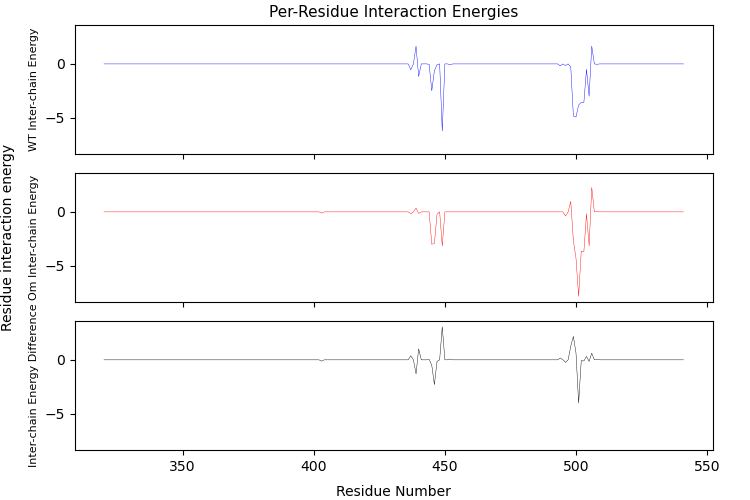 Per-Residue Interaction Energies
Residue interaction energy
WT Inter-chain Energy
0
−5
Om Inter-chain Energy
0
−5
Inter-chain Energy Difference
0
−5
350
400
450
500
550
Residue Number